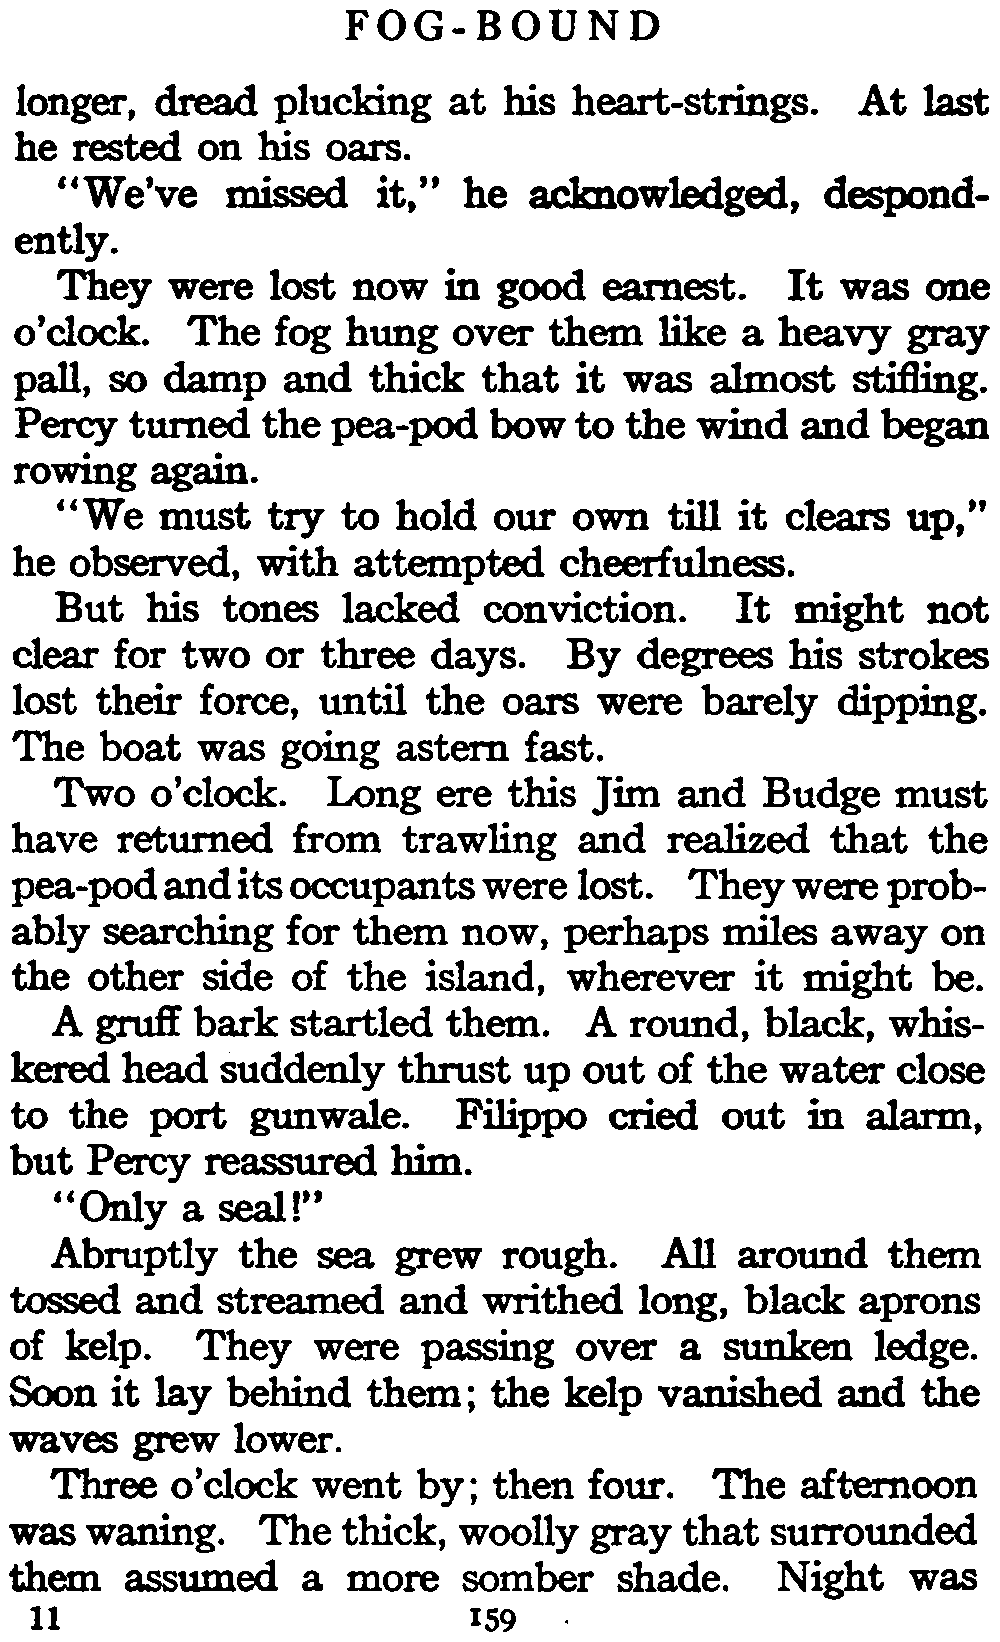 FOG-BOUND
longer, dread plucking at his heart-strings. At last
he rested on his oars.
"We've missed it," he acknowledged, despond-
ently.
They were lost now in good earnest. It was one
o'clock. The fog hung over them like a heavy gray
pall, so damp and thick that it was almost stifling.
Percy turned the pea-pod bow to the wind and began
rowing again.
"We must try to hold our own till it clears up,"
he observed, with attempted cheerfulness.
But his tones lacked conviction. It might not
clear for two or three days. By degrees his strokes
lost their force, until the oars were barely dipping.
The boat was going astern fast.
Two o'clock. Long ere this Jim and Budge must
have returned from trawling and realized that the
pea-pod and its occupants were lost. They were prob-
ably searching for them now, perhaps miles away on
the other side of the island, wherever it might be.
A gruff bark startled them. A round, black, whis-
kered head suddenly thrust up out of the water close
to the port gunwale. Filippo cried out in alarm,
but Percy reassured him.
"Only a seal!"
Abruptly the sea grew rough. All around them
tossed and streamed and writhed long, black aprons
of kelp. They were passing over a sunken ledge.
Soon it lay behind them; the kelp vanished and the
waves grew lower.
Three o'clock went by; then four. The afternoon
was waning. The thick, woolly gray that surrounded
them assumed a more somber shade. Night was
11 159